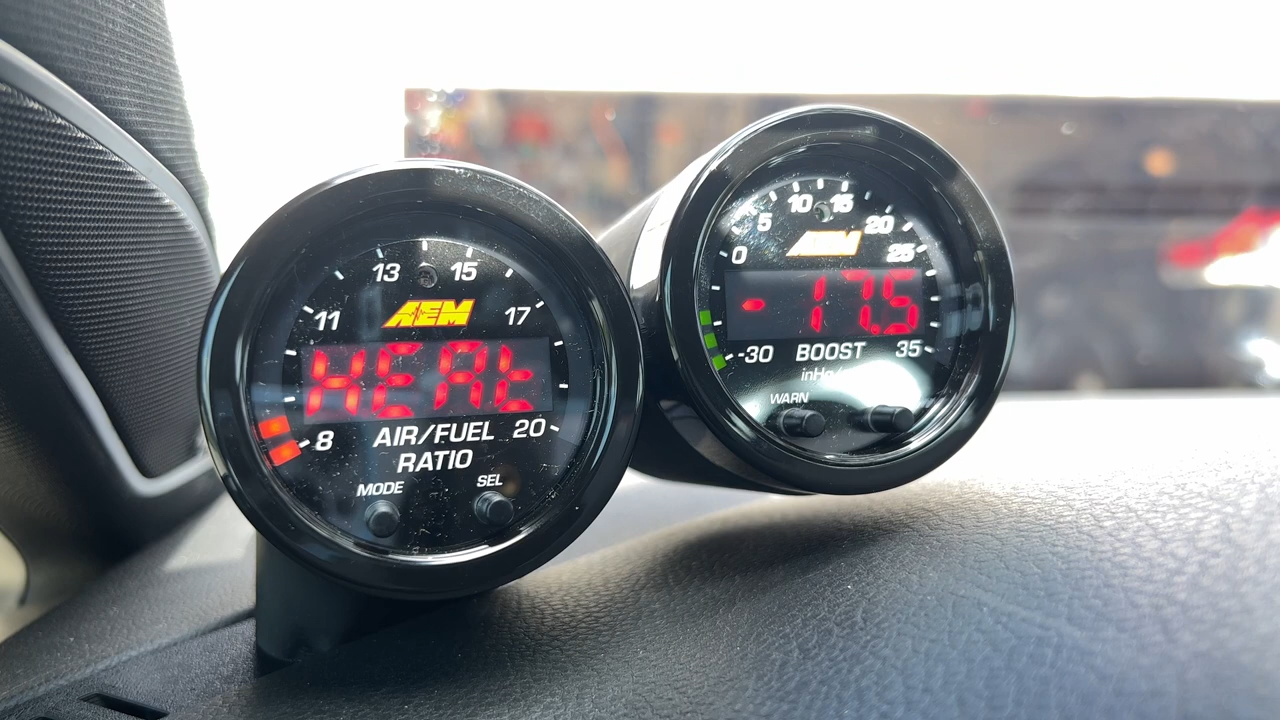 13 15
11 17
AEM
HEAt
8 AIR/FUEL 20
RATIO
MODE SEL
10 15
5 20
0 AEM 25
-17.5
-30 BOOST 35
WARN